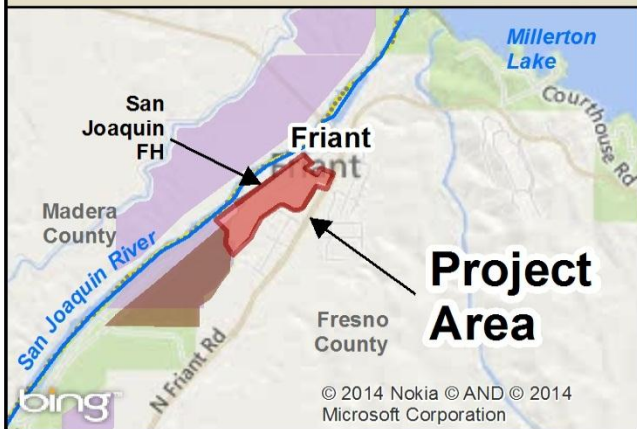 Millerton
Lake
Courthouse Rd
San
Joaquin
FH
Friant
Friant
Madera
County
San Joaquin River
Project
Area
Fresno
County
N Friant Rd
bing
© 2014 Nokia © AND © 2014
Microsoft Corporation